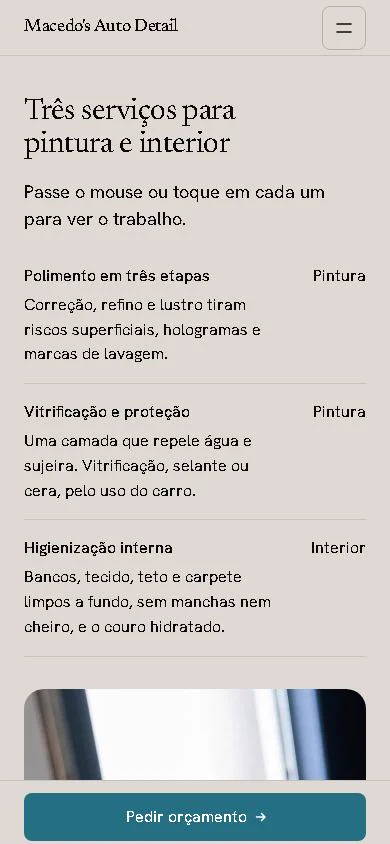 Macedo's Auto Detail
Três serviços para
pintura e interior
Passe o mouse ou toque em cada um
para ver o trabalho.
Polimento em três etapas
Pintura
Correção, refino e lustro tiram
riscos superficiais, hologramas e
marcas de lavagem.
Vitrificação e proteção
Pintura
Uma camada que repele água e
sujeira. Vitrificação, selante ou
cera, pelo uso do carro.
Higienização interna
Interior
Bancos, tecido, teto e carpete
limpos a fundo, sem manchas nem
cheiro, e o couro hidratado.
Pedir orçamento →